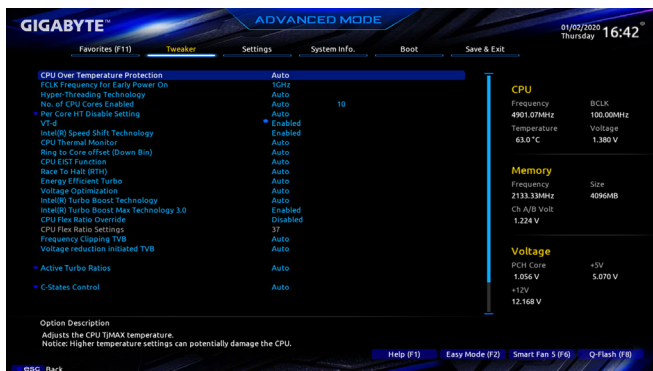 GIGABYTE™
ADVANCED MODE
01/02/2020
Thursday
16:42
Favorites (F11)
Tweaker
Settings
System Info.
Boot
Save & Exit
CPU Over Temperature Protection Auto
FCLK Frequency for Early Power On 1GHz
Hyper-Threading Technology Auto
No. of CPU Cores Enabled Auto 10
Per Core HT Disable Setting Auto
VT-d * Enabled
Intel(R) Speed Shift Technology Enabled
CPU Thermal Monitor Auto
Ring to Core offset (Down Bin) Auto
CPU EIST Function Auto
Race To Halt (RTH) Auto
Energy Efficient Turbo Auto
Voltage Optimization Auto
Intel(R) Turbo Boost Technology Auto
Intel(R) Turbo Boost Max Technology 3.0 Enabled
CPU Flex Ratio Override Disabled
CPU Flex Ratio Settings 37
Frequency Clipping TVB Auto
Voltage reduction initiated TVB Auto
Active Turbo Ratios Auto
C-States Control Auto
CPU
Frequency BCLK
4901.07MHz 100.00MHz
Temperature Voltage
63.0 °C 1.380 V
Memory
Frequency Size
2133.33MHz 4096MB
Ch A/B Volt
1.224 V
Voltage
PCH Core +5V
1.056 V 5.070 V
+12V
12.168 V
Option Description
Adjusts the CPU TjMAX temperature.
Notice: Higher temperature settings can potentially damage the CPU.
Help (F1)
Easy Mode (F2)
Smart Fan 5 (F6)
Q-Flash (F8)
esc Back